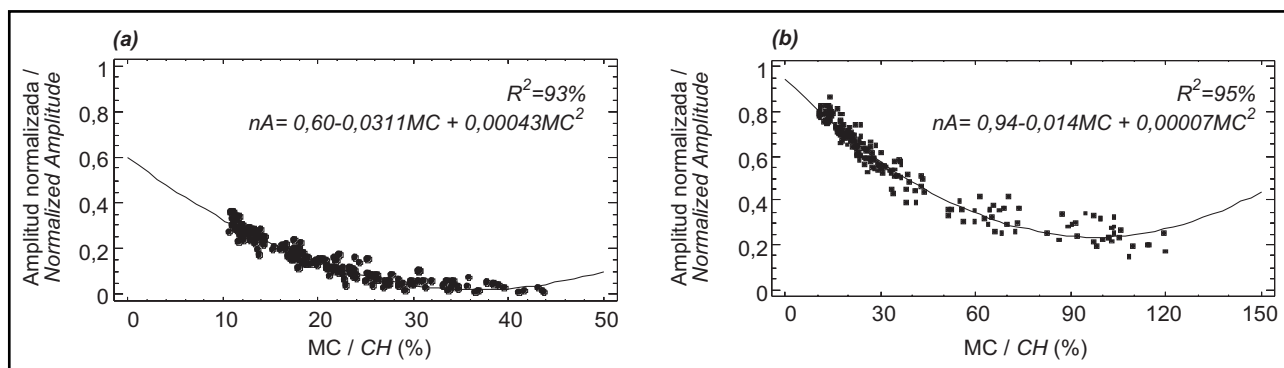 (a)
Amplitud normalizada /
Normalized Amplitude
1
0,8
0,6
0,4
0,2
0
R²=93%
nA= 0,60-0,0311MC + 0,00043MC²
0 10 20 30 40 50
MC / CH (%)
(b)
Amplitud normalizada /
Normalized Amplitude
1
0,8
0,6
0,4
0,2
0
R²=95%
nA= 0,94-0,014MC + 0,00007MC²
0 30 60 90 120 150
MC / CH (%)